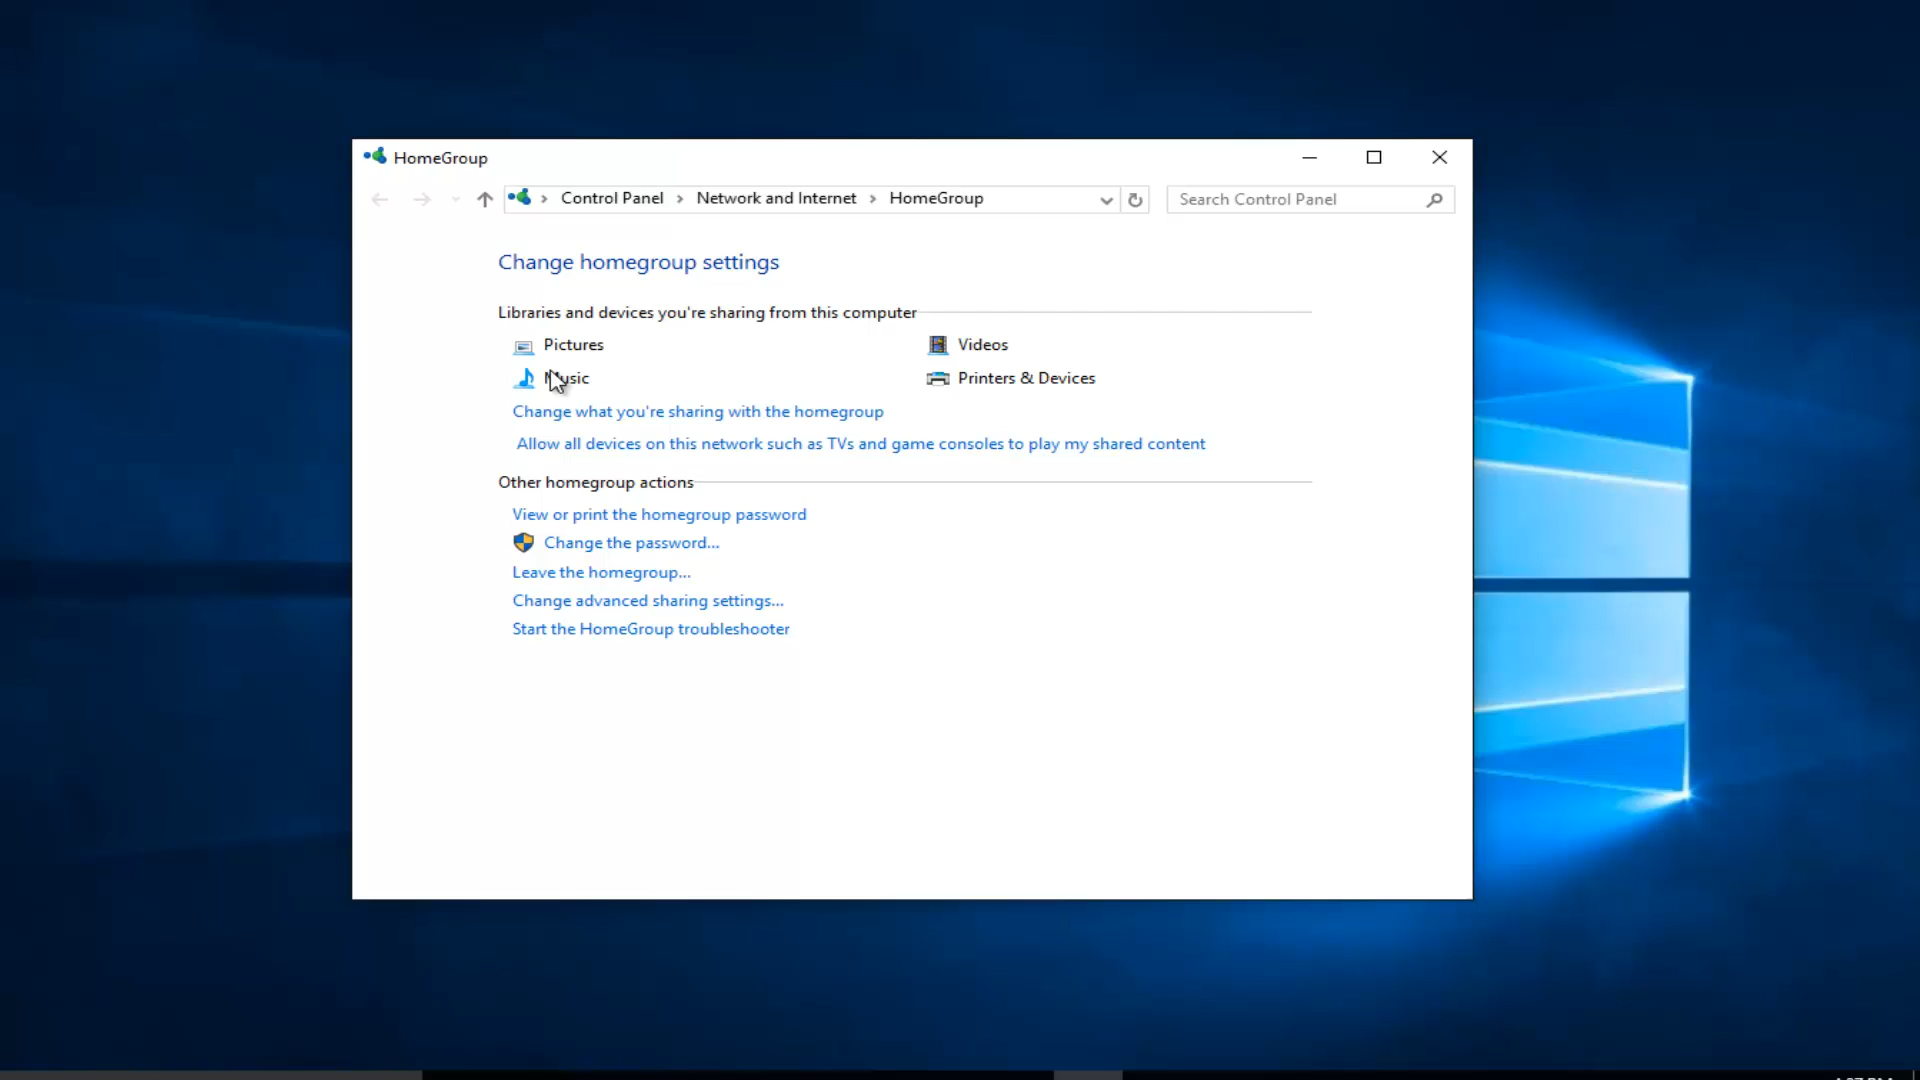 HomeGroup
Control Panel > Network and Internet > HomeGroup
Search Control Panel
Change homegroup settings
Libraries and devices you're sharing from this computer
Pictures Videos
Music Printers & Devices
Change what you're sharing with the homegroup
Allow all devices on this network such as TVs and game consoles to play my shared content
Other homegroup actions
View or print the homegroup password
Change the password...
Leave the homegroup...
Change advanced sharing settings...
Start the HomeGroup troubleshooter